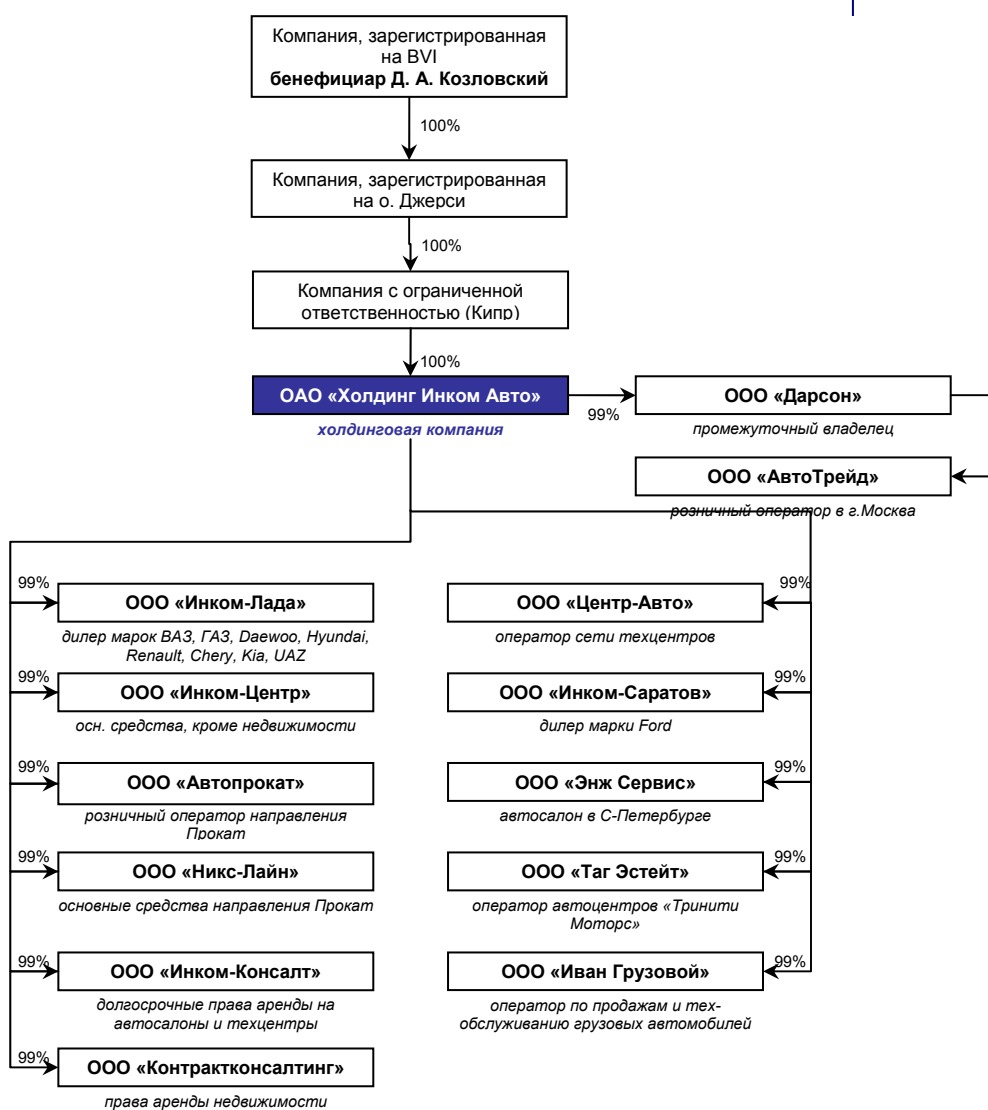 Компания, зарегистрированная
на BVI
бенефициар Д. А. Козловский
100%
Компания, зарегистрированная
на о. Джерси
100%
Компания с ограниченной
ответственностью (Кипр)
100%
ОАО «Холдинг Инком Авто»
холдинговая компания
99%
ООО «Дарсон»
промежуточный владелец
ООО «АвтоТрейд»
розничный оператор в г.Москва
99%
ООО «Инком-Лада»
дилер марок ВАЗ, ГАЗ, Daewoo, Hyundai,
Renault, Chery, Kia, UAZ
99%
ООО «Инком-Центр»
осн. средства, кроме недвижимости
99%
ООО «Автопрокат»
розничный оператор направления
Прокат
99%
ООО «Никс-Лайн»
основные средства направления Прокат
99%
ООО «Инком-Консалт»
долгосрочные права аренды на
автосалоны и техцентры
99%
ООО «Контрактконсалтинг»
права аренды недвижимости
99%
ООО «Центр-Авто»
оператор сети техцентров
99%
ООО «Инком-Саратов»
дилер марки Ford
99%
ООО «Энж Сервис»
автосалон в С-Петербурге
99%
ООО «Таг Эстейт»
оператор автоцентров «Тринити
Моторс»
99%
ООО «Иван Грузовой»
оператор по продажам и тех-
обслуживанию грузовых автомобилей